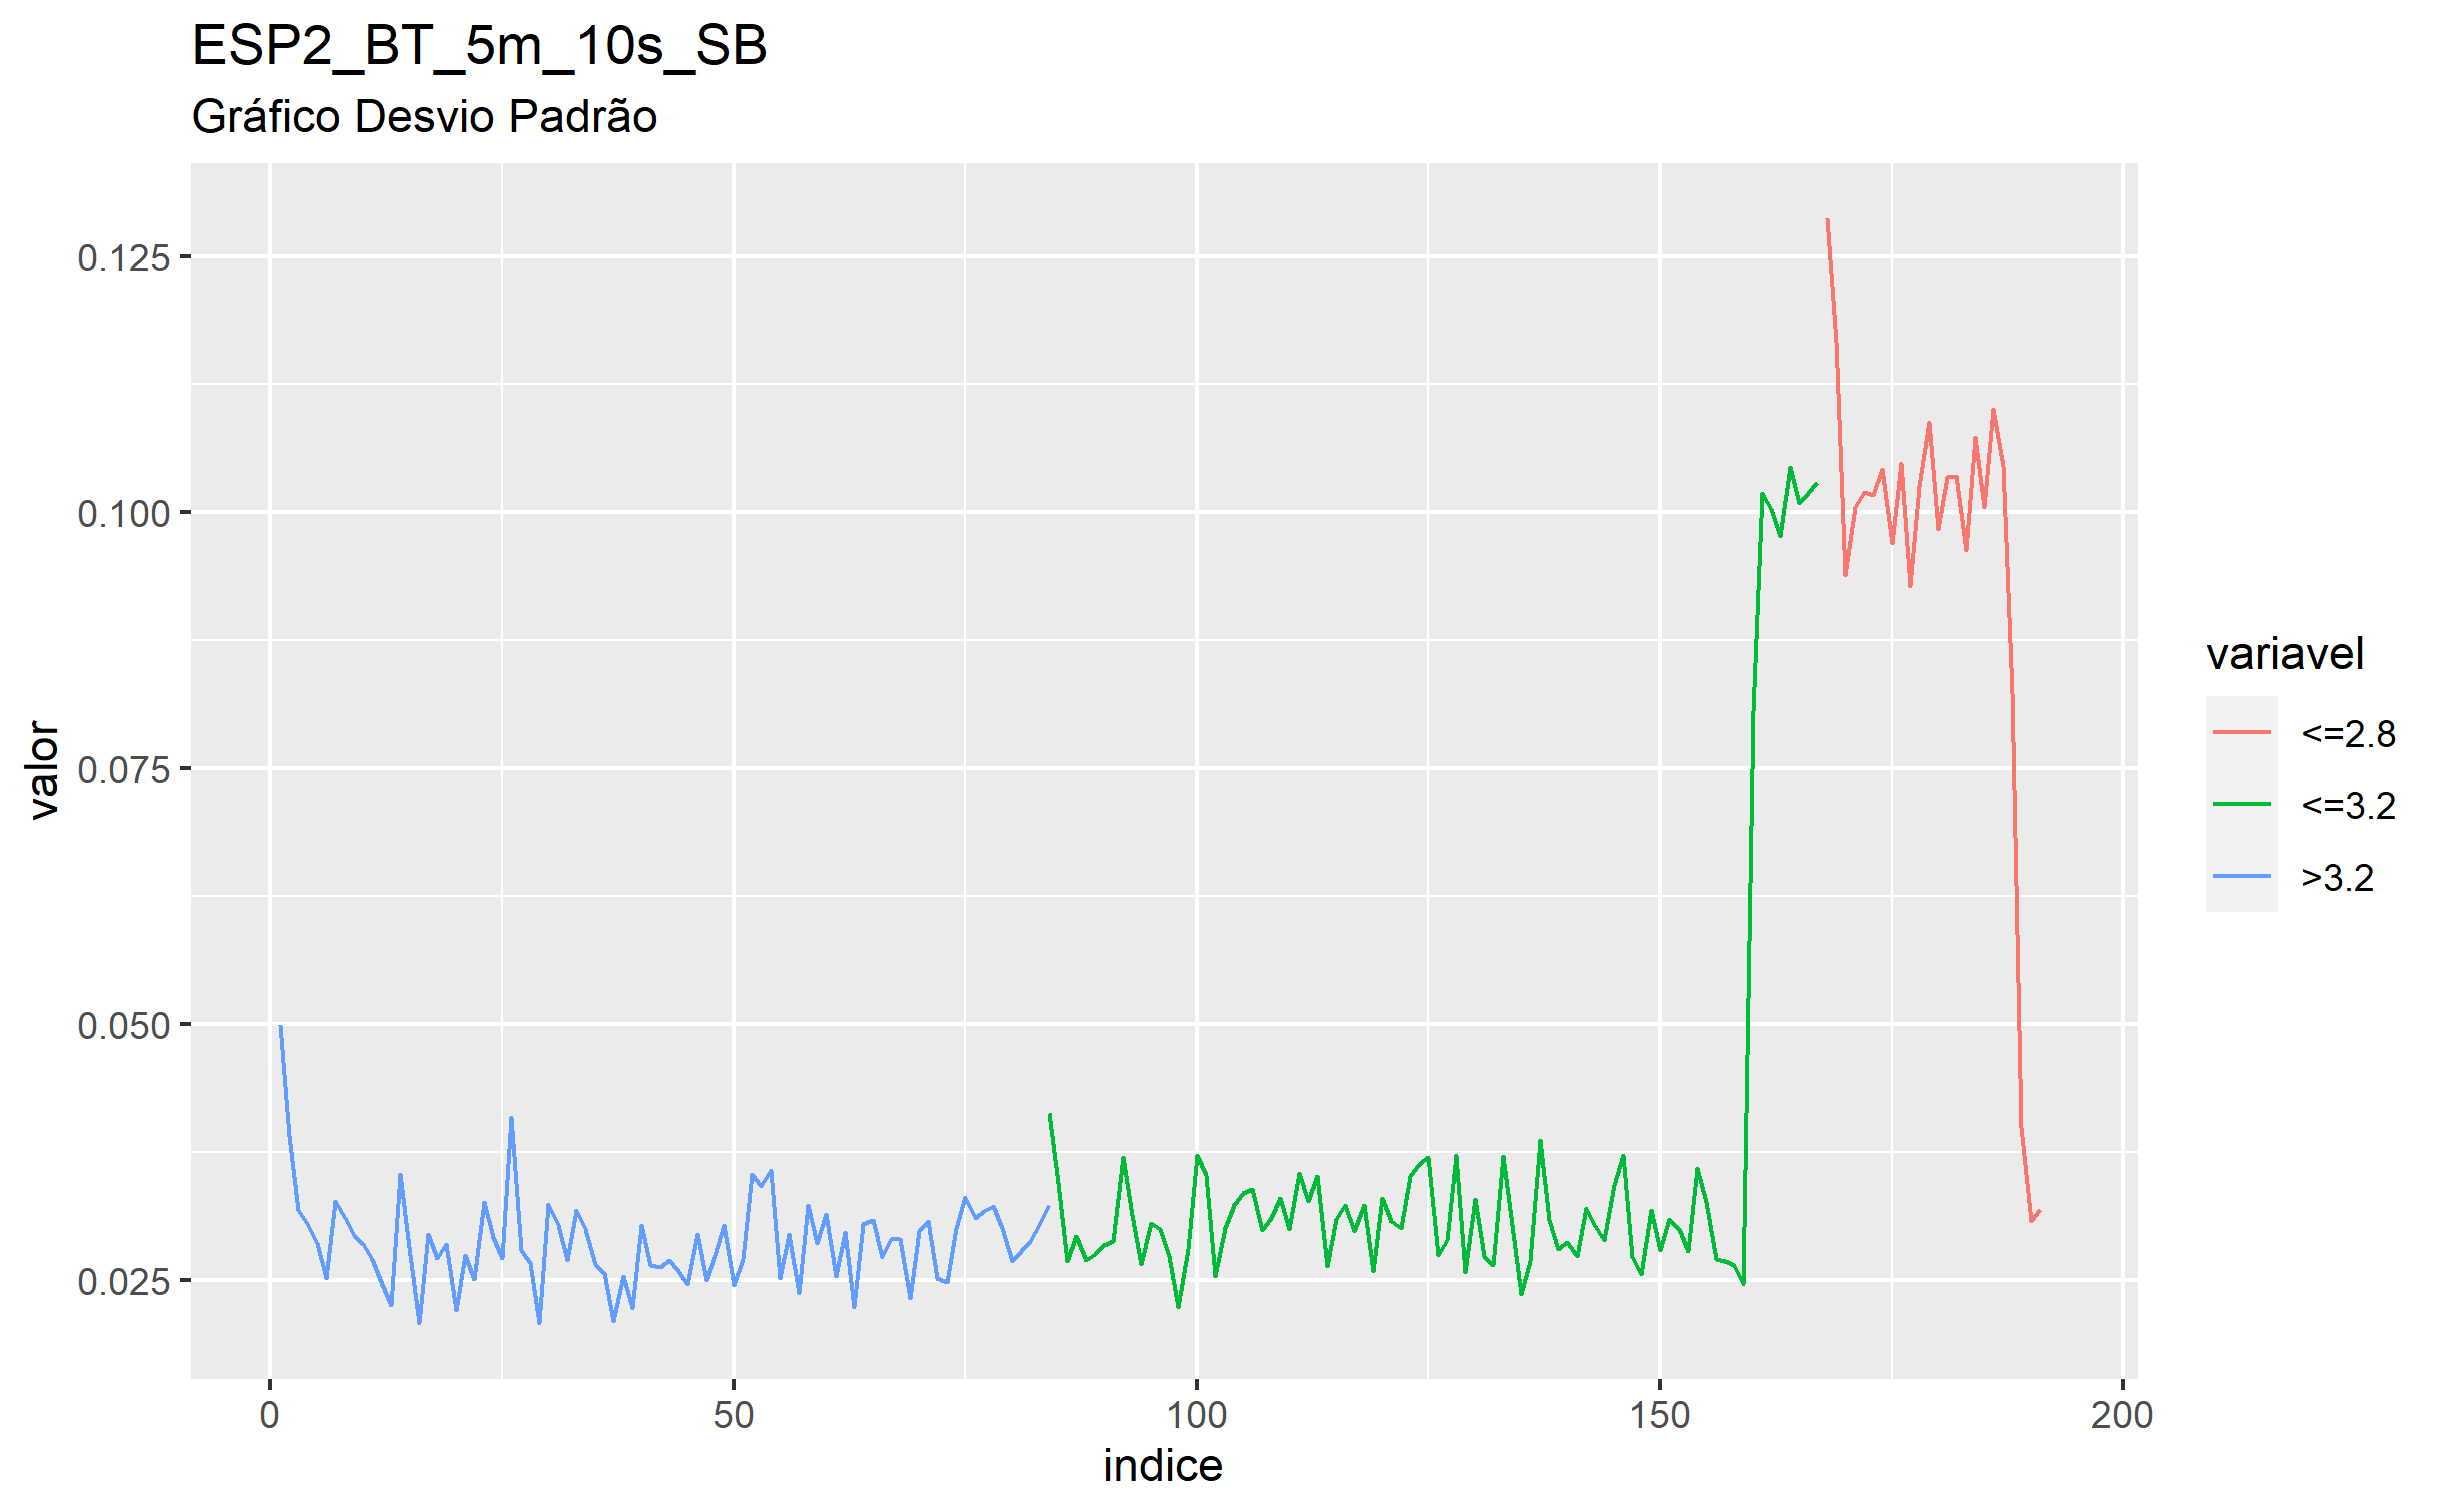 ESP2_BT_5m_10s_SB
Gráfico Desvio Padrão
valor
0.125
0.100
0.075
0.050
0.025
0
50
100
150
200
indice
variavel
<=2.8
<=3.2
>3.2